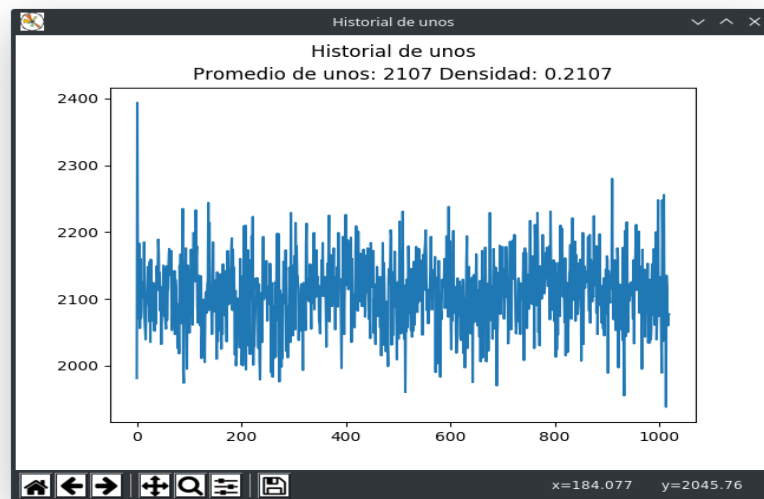 Historial de unos
Historial de unos
Promedio de unos: 2107 Densidad: 0.2107
2400
2300
2200
2100
2000
0 200 400 600 800 1000
x=184.077 y=2045.76